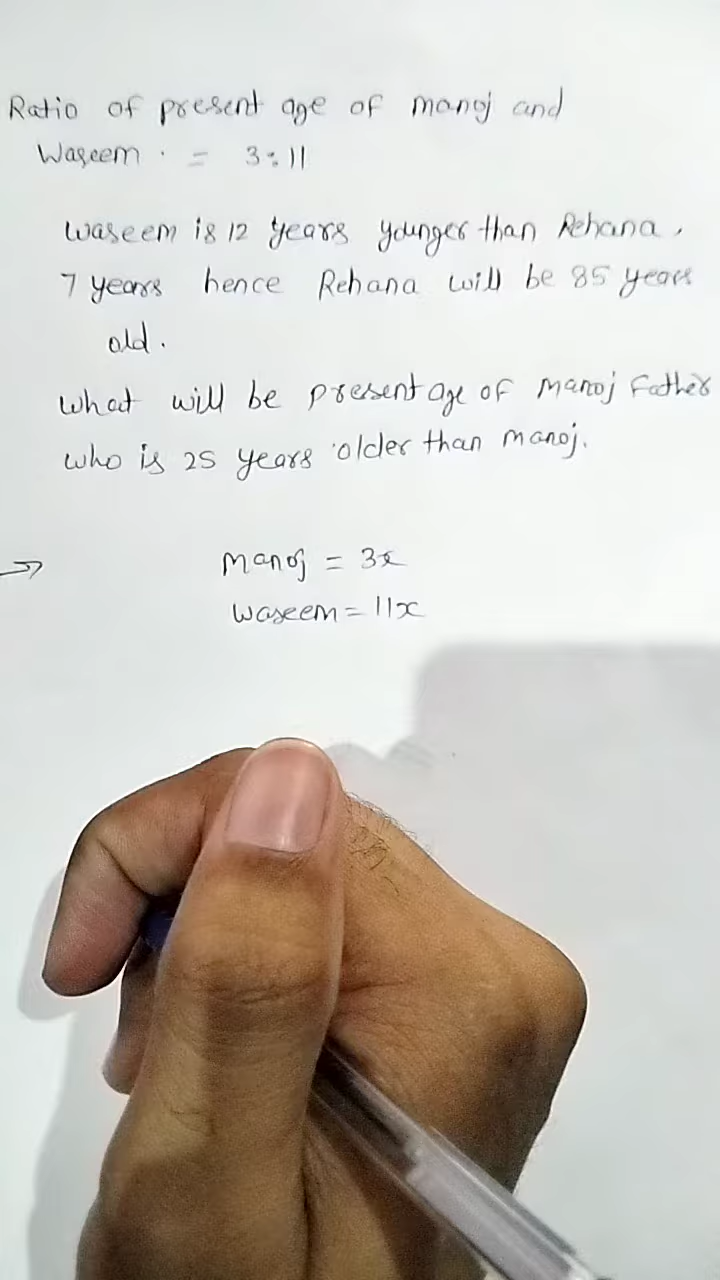 Ratio of present age of manoj and
Waseem . = 3:11
Waseem is 12 years younger than Rehana,
7 years hence Rehana will be 85 years
old.
What will be present age of Manoj Father
who is 25 years older than manoj.
Manoj = 3x
Waseem = 11x